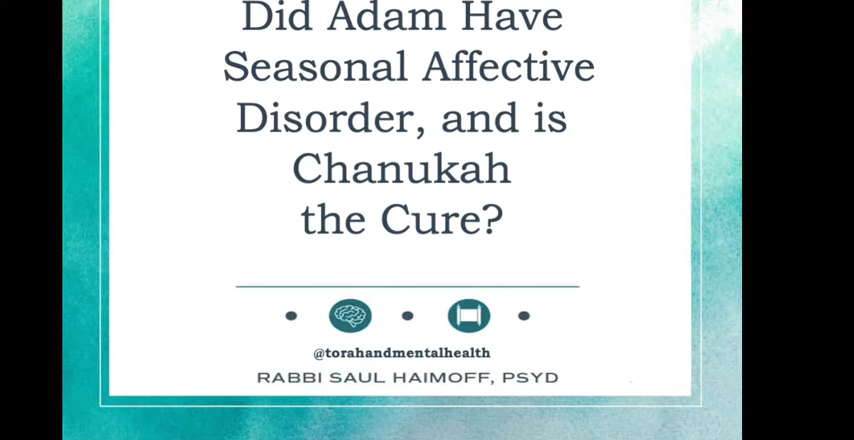 Did Adam Have
Seasonal Affective
Disorder, and is
Chanukah
the Cure?
@torahandmentalhealth
RABBI SAUL HAIMOFF, PSYD